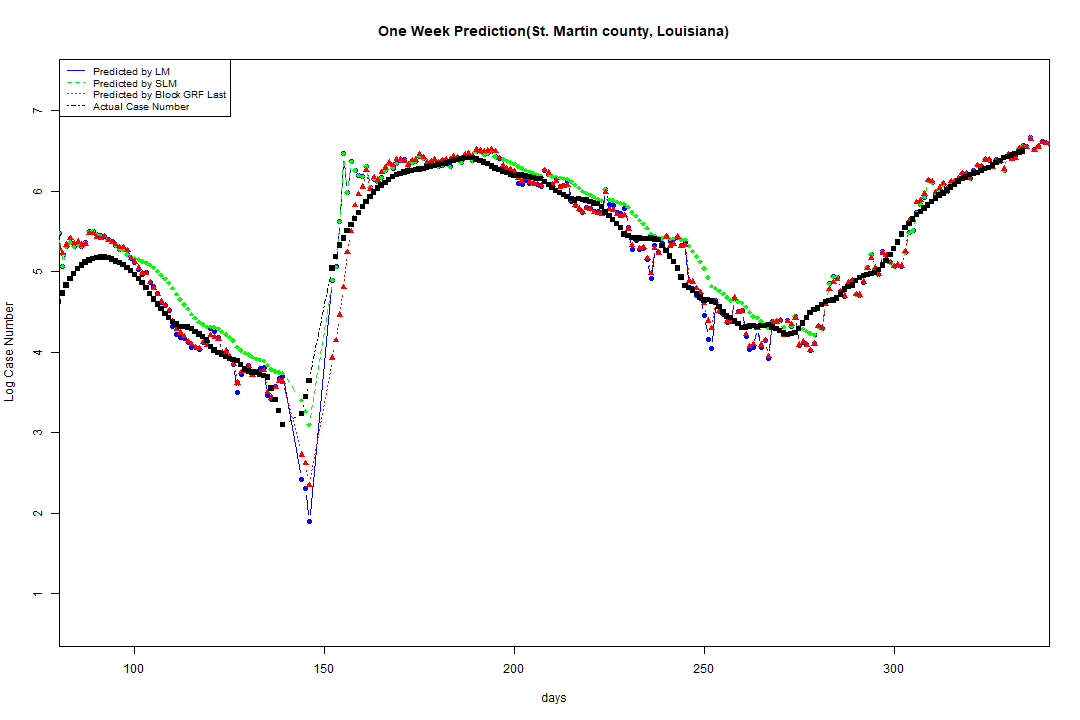 One Week Prediction(St. Martin county, Louisiana)
Predicted by LM
Predicted by SLM
Predicted by Block GRF Last
Actual Case Number
7
6
5
4
3
2
1
Log Case Number
100 150 200 250 300
days